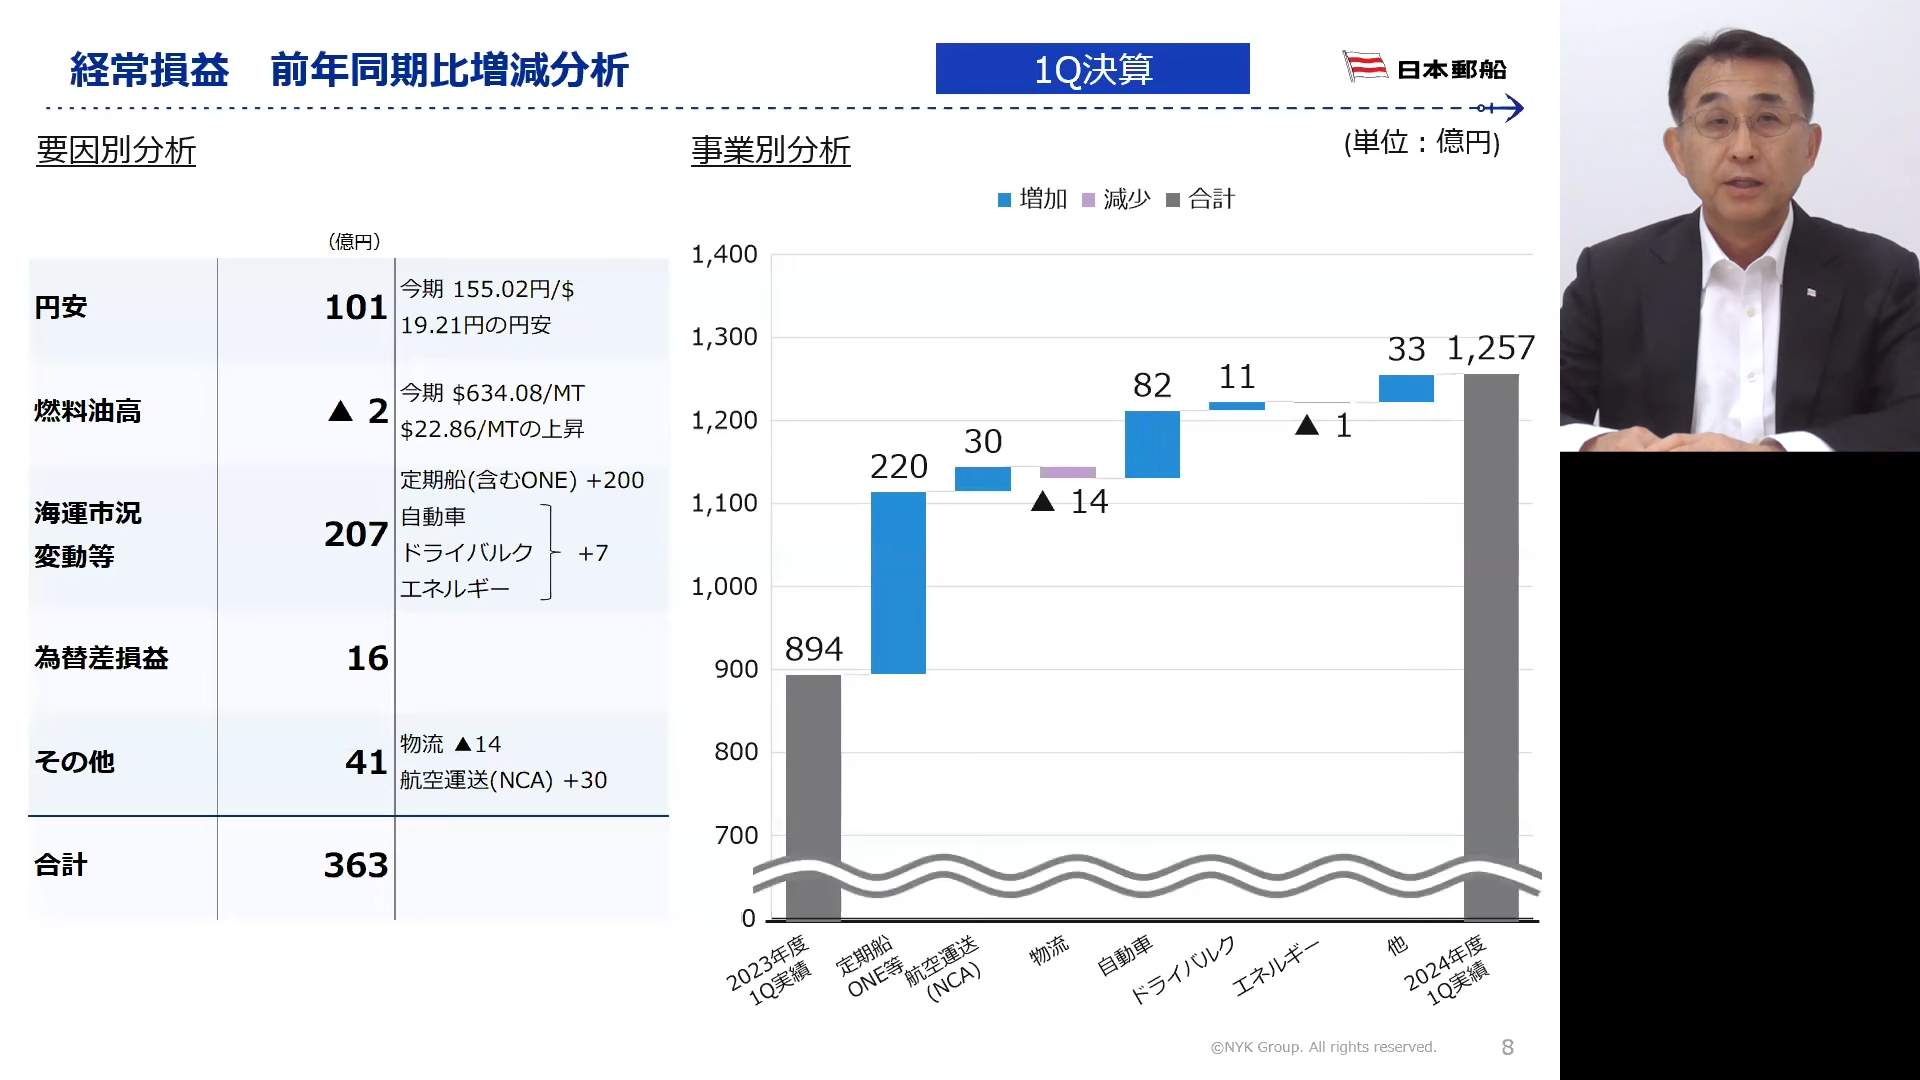 経常損益　前年同期比増減分析
1Q決算
日本郵船
要因別分析
(億円)
円安 101 今期 155.02円/$
19.21円の円安
燃料油高 ▲ 2 今期 $634.08/MT
$22.86/MTの上昇
海運市況
変動等 207 定期船(含むONE) +200
自動車
ドライバルク +7
エネルギー
為替差損益 16
その他 41 物流 ▲14
航空運送(NCA) +30
合計 363
事業別分析
(単位：億円)
増加 減少 合計
1,400
1,300
1,200
1,100
1,000
900
800
700
0
894
220
30
▲ 14
82
11
▲ 1
33
1,257
2023年度
1Q実績
定期船
ONE等
航空運送
(NCA)
物流
自動車
ドライバルク
エネルギー
他
2024年度
1Q実績
©NYK Group. All rights reserved.
8